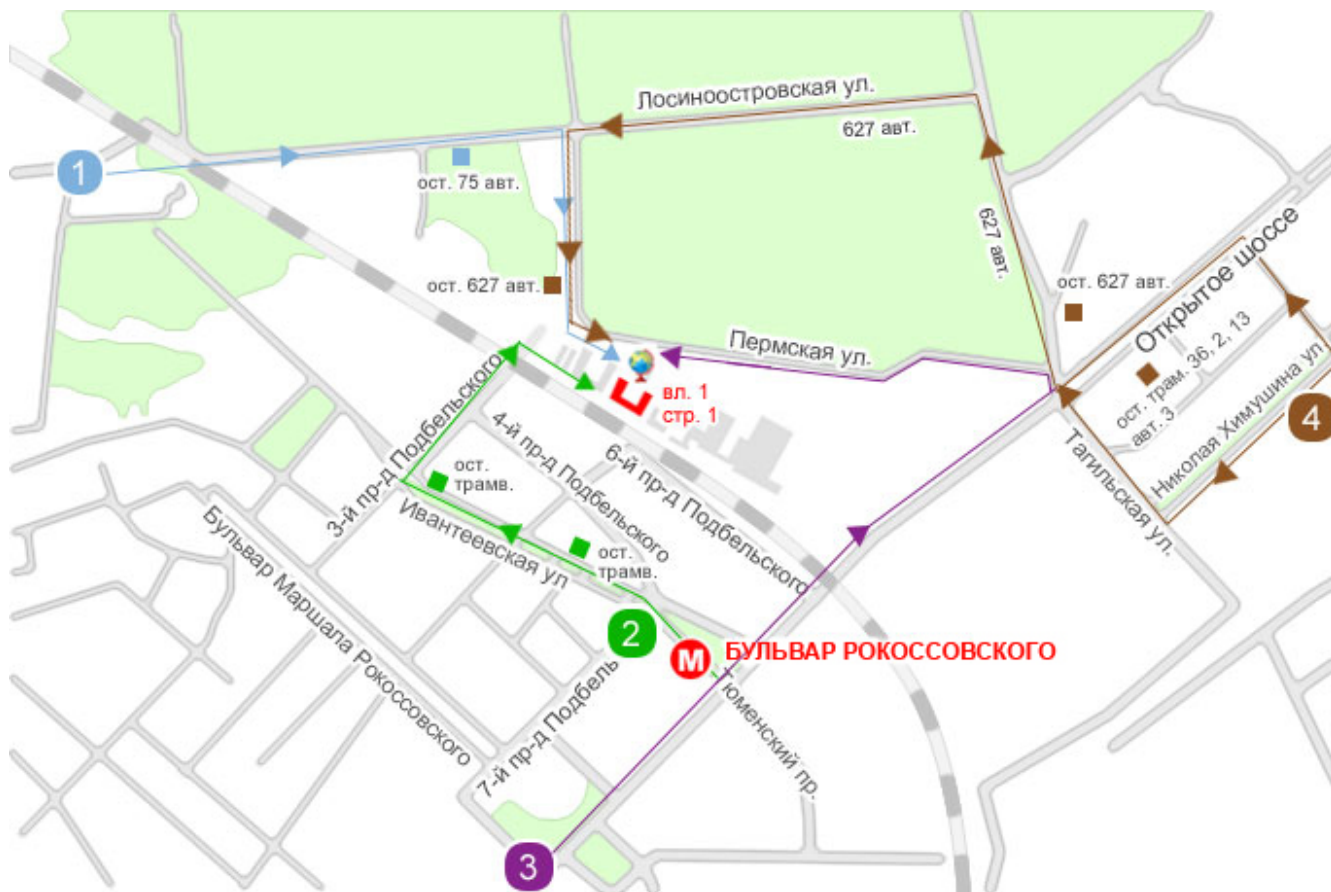 Лосиноостровская ул.
627 авт.
1
ост. 75 авт.
627 авт.
ост. 627 авт.
ост. 627 авт.
Открытое шоссе
Пермская ул.
ост. трам. 36, 2, 13
авт. 3
вл. 1
стр. 1
Николая Химушина ул
4
3-й пр-д Подбельского
4-й пр-д Подбельского
6-й пр-д Подбельского
Тагильская ул.
ост.
трамв.
Ивантеевская ул
ост.
трамв.
Бульвар Маршала Рокоссовского
2
М
БУЛЬВАР РОКОССОВСКОГО
7-й пр-д Подбель
Тюменский пр.
3